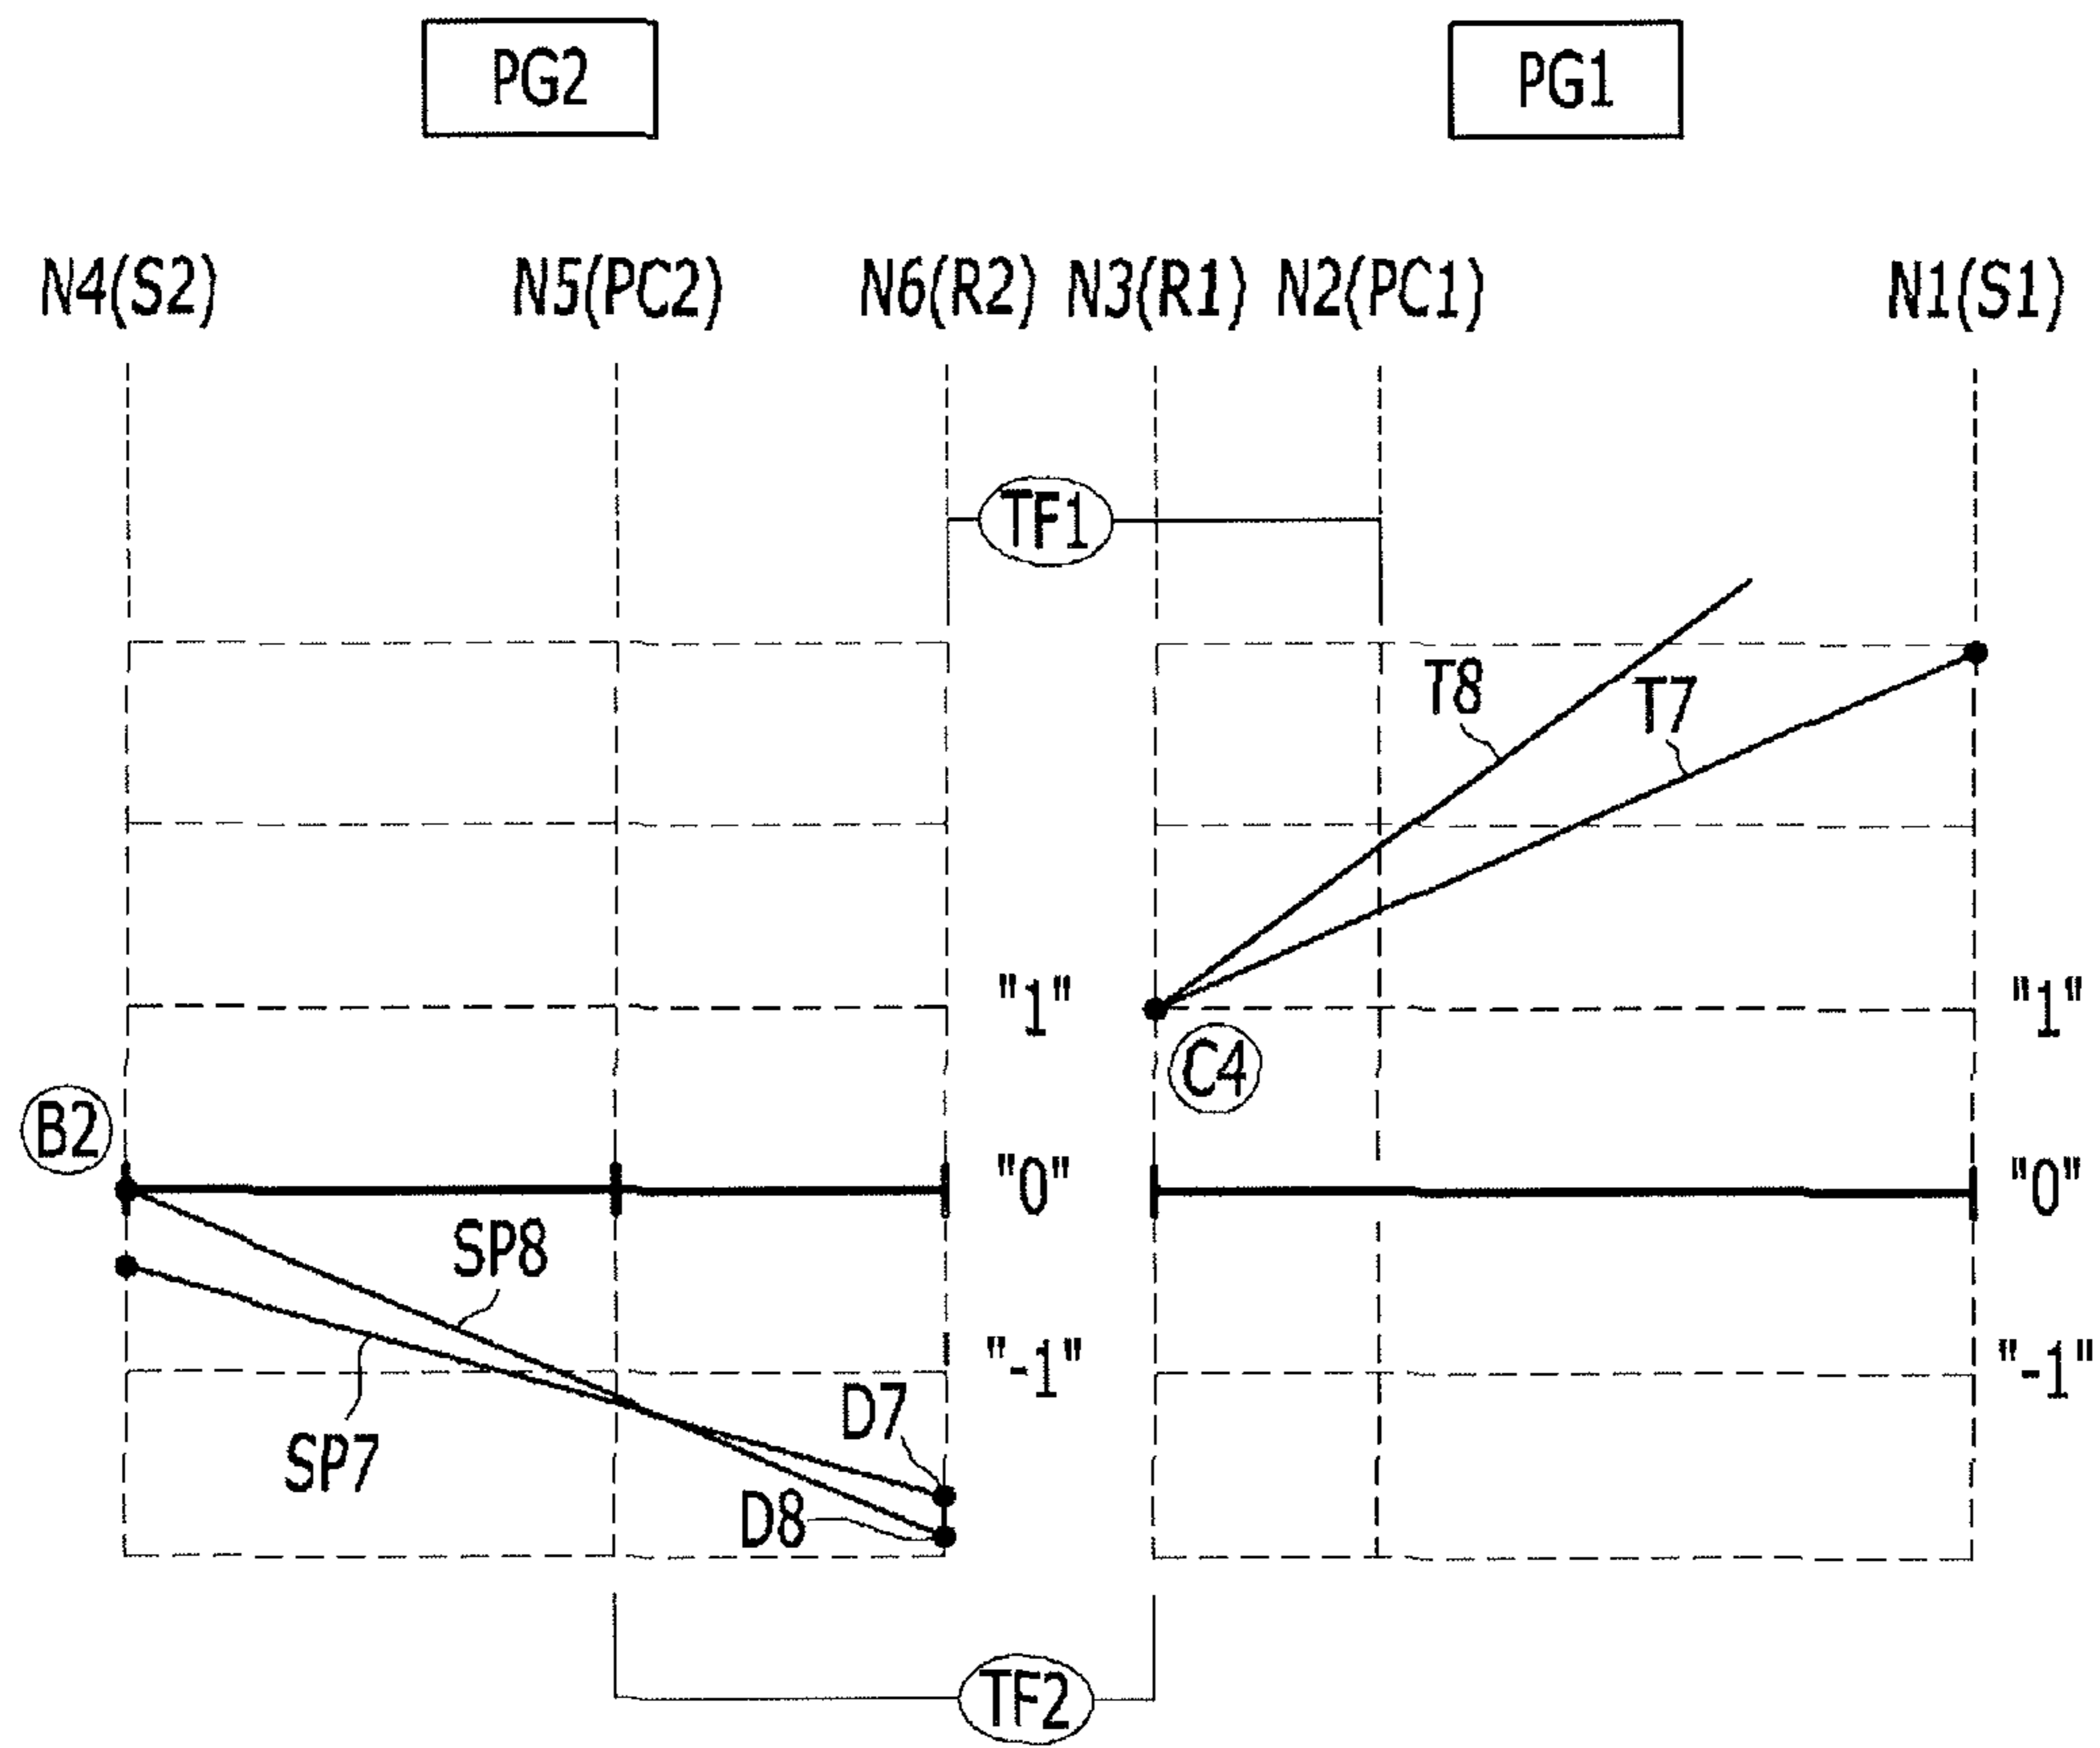 PG2 PG1
N4(S2) N5(PC2) N6(R2) N3(R1) N2(PC1) N1(S1)
TF1
T8 T7
"1" "1"
C4
B2
"0" "0"
SP8
"-1" "-1"
D7
SP7
D8
TF2